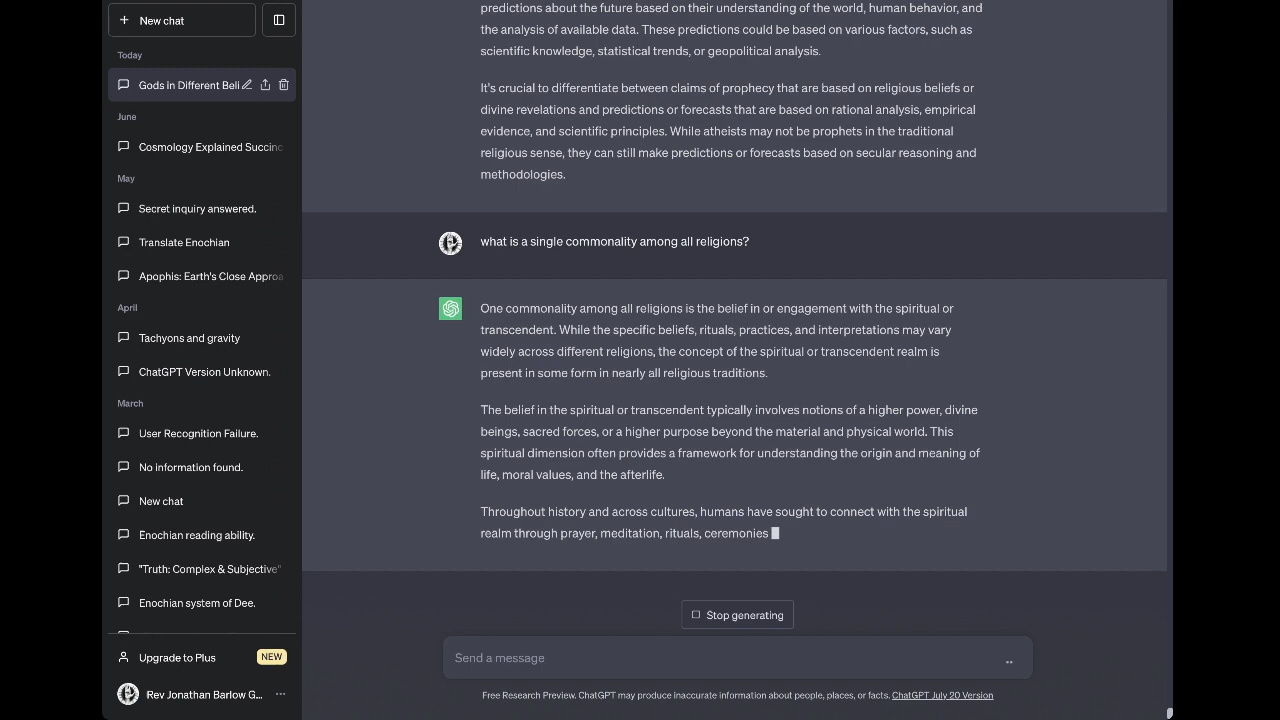 New chat
Today
Gods in Different Beli
June
Cosmology Explained Succinc
May
Secret inquiry answered.
Translate Enochian
Apophis: Earth's Close Approa
April
Tachyons and gravity
ChatGPT Version Unknown.
March
User Recognition Failure.
No information found.
New chat
Enochian reading ability.
"Truth: Complex & Subjective"
Enochian system of Dee.
Upgrade to Plus
NEW
Rev Jonathan Barlow G...
predictions about the future based on their understanding of the world, human behavior, and
the analysis of available data. These predictions could be based on various factors, such as
scientific knowledge, statistical trends, or geopolitical analysis.
It's crucial to differentiate between claims of prophecy that are based on religious beliefs or
divine revelations and predictions or forecasts that are based on rational analysis, empirical
evidence, and scientific principles. While atheists may not be prophets in the traditional
religious sense, they can still make predictions or forecasts based on secular reasoning and
methodologies.
what is a single commonality among all religions?
One commonality among all religions is the belief in or engagement with the spiritual or
transcendent. While the specific beliefs, rituals, practices, and interpretations may vary
widely across different religions, the concept of the spiritual or transcendent realm is
present in some form in nearly all religious traditions.
The belief in the spiritual or transcendent typically involves notions of a higher power, divine
beings, sacred forces, or a higher purpose beyond the material and physical world. This
spiritual dimension often provides a framework for understanding the origin and meaning of
life, moral values, and the afterlife.
Throughout history and across cultures, humans have sought to connect with the spiritual
realm through prayer, meditation, rituals, ceremonies
Stop generating
Send a message
Free Research Preview. ChatGPT may produce inaccurate information about people, places, or facts. ChatGPT July 20 Version